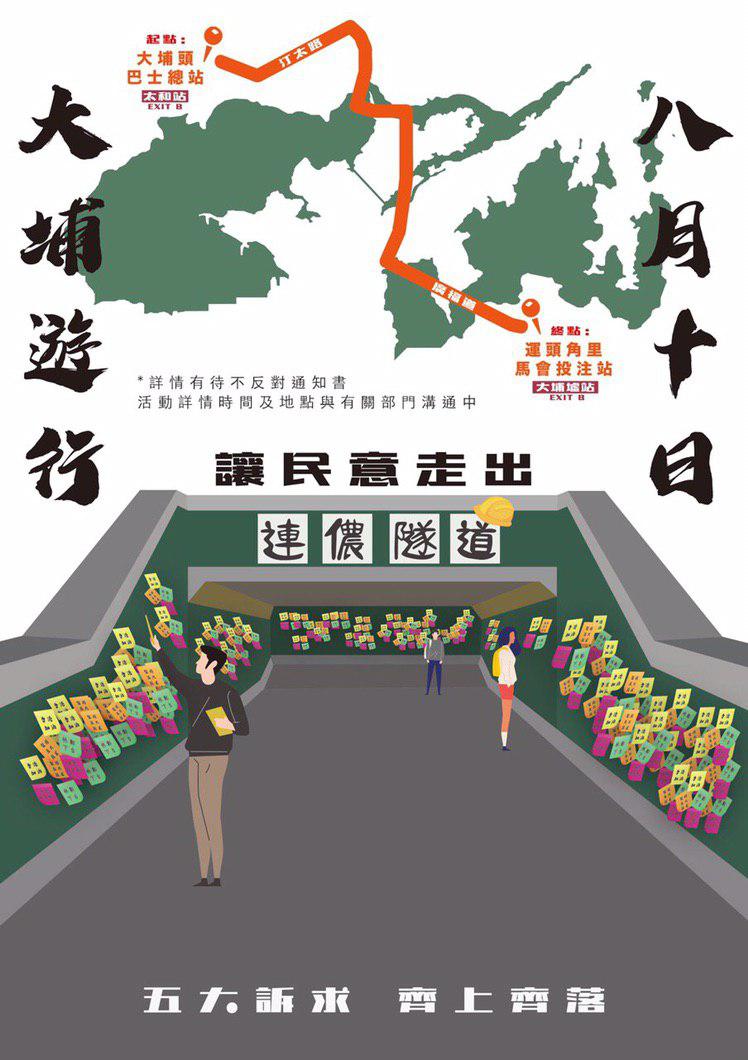 八月十日
大埔遊行
起點：
大埔頭
巴士總站
太和站
EXIT B
汀太路
廣福道
終點：
運頭角里
馬會投注站
大埔墟站
EXIT B
*詳情有待不反對通知書
活動詳情時間及地點與有關部門溝通中
讓民意走出
連儂隧道
五大訴求 齊上齊落